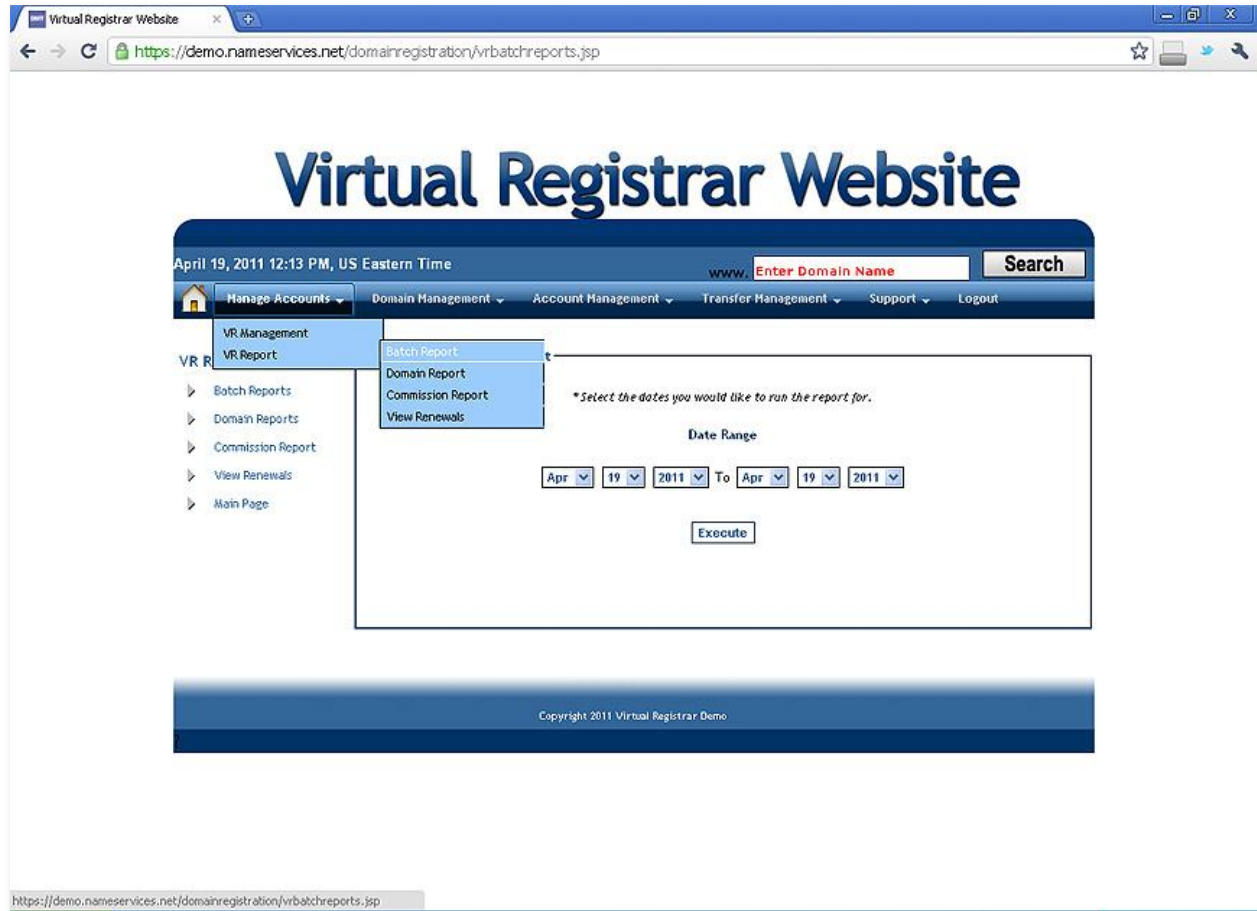 Virtual Registrar Website
https://demo.nameservices.net/domainregistration/vrbatchreports.jsp
Virtual Registrar Website
April 19, 2011 12:13 PM, US Eastern Time
www. Enter Domain Name Search
Manage Accounts Domain Management Account Management Transfer Management Support Logout
VR Management
VR Report
Batch Report
Domain Report
Commission Report
View Renewals
VR R
Batch Reports
Domain Reports
Commission Report
View Renewals
Main Page
t
*Select the dates you would like to run the report for.
Date Range
Apr 19 2011 To Apr 19 2011
Execute
Copyright 2011 Virtual Registrar Demo
?
https://demo.nameservices.net/domainregistration/vrbatchreports.jsp